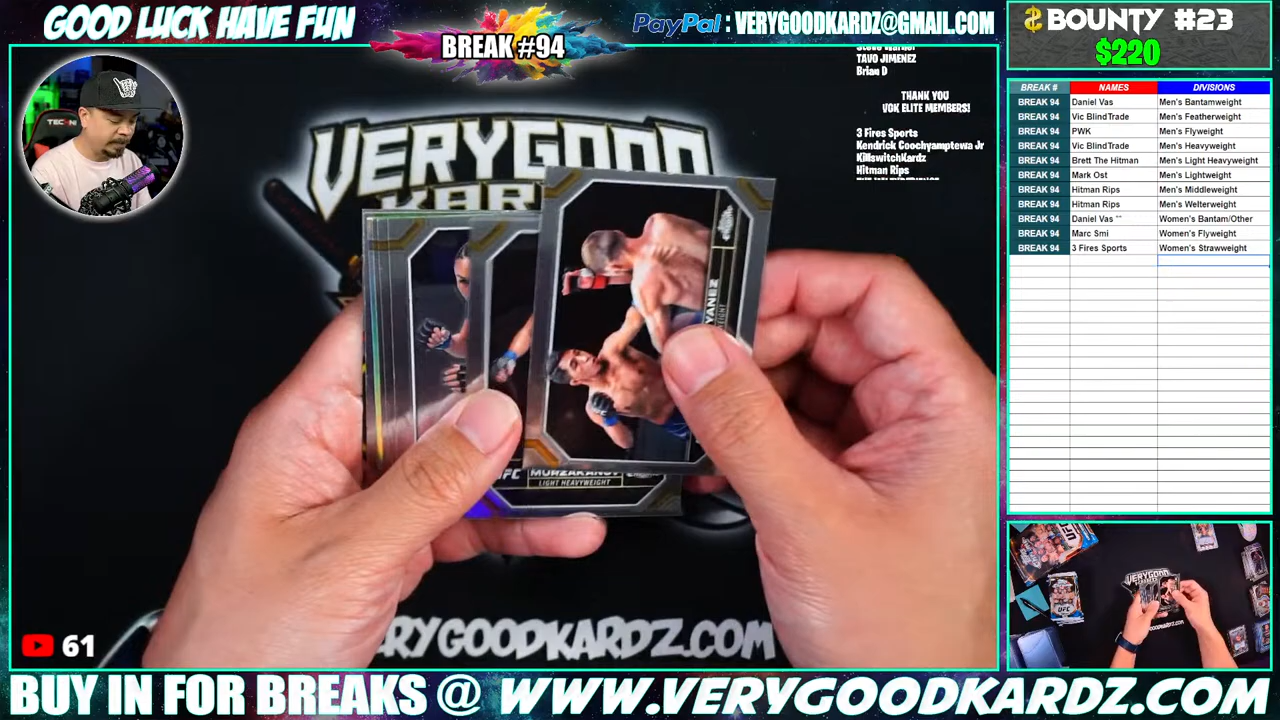 GOOD LUCK HAVE FUN
BREAK #94
PayPal : VERYGOODKARDZ@GMAIL.COM
$ BOUNTY #23
$220
TAVO JIMENEZ
Brian D
THANK YOU
VGK ELITE MEMBERS!
3 Fires Sports
Kendrick Coochyamptewa Jr
KillswitchKardz
Hitman Rips
BREAK # NAMES DIVISIONS
BREAK 94 Daniel Vas Men's Bantamweight
BREAK 94 Vic BlindTrade Men's Featherweight
BREAK 94 PWK Men's Flyweight
BREAK 94 Vic BlindTrade Men's Heavyweight
BREAK 94 Brett The Hitman Men's Light Heavyweight
BREAK 94 Mark Ost Men's Lightweight
BREAK 94 Hitman Rips Men's Middleweight
BREAK 94 Hitman Rips Men's Welterweight
BREAK 94 Daniel Vas ** Women's Bantam/Other
BREAK 94 Marc Smi Women's Flyweight
BREAK 94 3 Fires Sports Women's Strawweight
VERYGOOD
YANEZ
MURZAKANOV
LIGHT HEAVYWEIGHT
ERYGOODKARDZ.COM
61
BUY IN FOR BREAKS @ WWW.VERYGOODKARDZ.COM